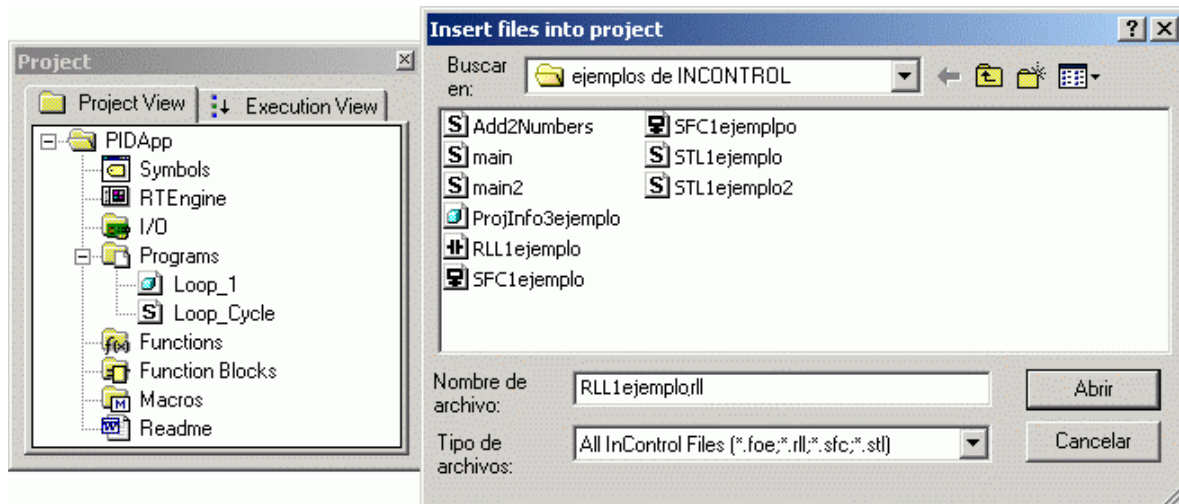 Project
Project View
Execution View
PIDApp
Symbols
RTEngine
I/O
Programs
Loop_1
Loop_Cycle
Functions
Function Blocks
Macros
Readme
Insert files into project
Buscar en:
ejemplos de INCONTROL
Add2Numbers
main
main2
ProjInfo3ejemplo
RLL1ejemplo
SFC1ejemplo
SFC1ejemplpo
STL1ejemplo
STL1ejemplo2
Nombre de archivo:
RLL1ejemplo.rll
Abrir
Tipo de archivos:
All InControl Files (*.foe;*.rll;*.sfc;*.stl)
Cancelar